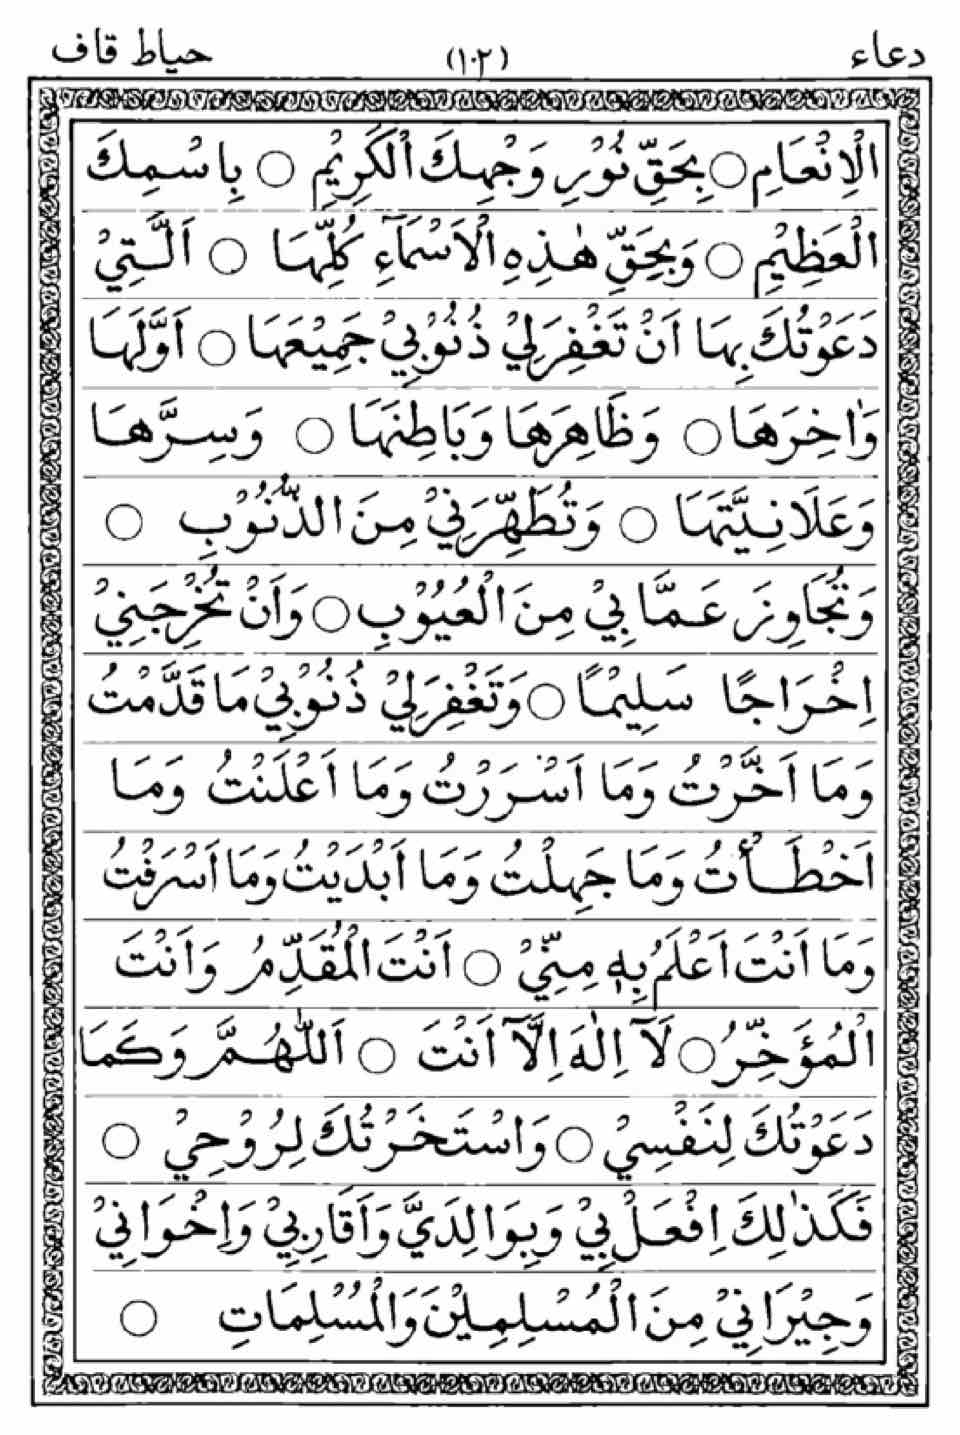 دعاء (١٠٢) حياط قاف
الْاِنْعَامِ ○ بِحَقِّ نُوْرِ وَجْهِكَ الْكَرِيْمِ ○ بِاسْمِكَ
الْعَظِيْمِ ○ وَبِحَقِّ هٰذِهِ الْاَسْمَآءِ كُلِّهَا ○ اَلَّتِيْ
دَعَوْتُكَ بِهَا اَنْ تَغْفِرَلِيْ ذُنُوْبِيْ جَمِيْعَهَا ○ اَوَّلَهَا
وَاٰخِرَهَا ○ وَظَاهِرَهَا وَبَاطِنَهَا ○ وَسِرَّهَا
وَعَلَانِيَّتَهَا ○ وَتُطَهِّرَنِيْ مِنَ الذُّنُوْبِ ○
وَتُجَاوِزَ عَمَّا بِيْ مِنَ الْعُيُوْبِ ○ وَاَنْ تُخْرِجَنِيْ
اِخْرَاجًا سَلِيْمًا ○ وَتَغْفِرَلِيْ ذُنُوْبِيْ مَا قَدَّمْتُ
وَمَا اَخَّرْتُ وَمَا اَسْرَرْتُ وَمَا اَعْلَنْتُ وَمَا
اَخْطَأْتُ وَمَا جَهِلْتُ وَمَا اَبْدَيْتُ وَمَا اَسْرَفْتُ
وَمَا اَنْتَ اَعْلَمُ بِهٖ مِنِّيْ ○ اَنْتَ الْمُقَدِّمُ وَاَنْتَ
الْمُؤَخِّرُ ○ لَآ اِلٰهَ اِلَّآ اَنْتَ ○ اَللّٰهُمَّ وَكَمَا
دَعَوْتُكَ لِنَفْسِيْ ○ وَاسْتَخَرْتُكَ لِرُوْحِيْ ○
فَكَذٰلِكَ اِفْعَلْ بِيْ وَبِوَالِدَيَّ وَاَقَارِبِيْ وَاِخْوَانِيْ
وَجِيْرَانِيْ مِنَ الْمُسْلِمِيْنَ وَالْمُسْلِمَاتِ ○